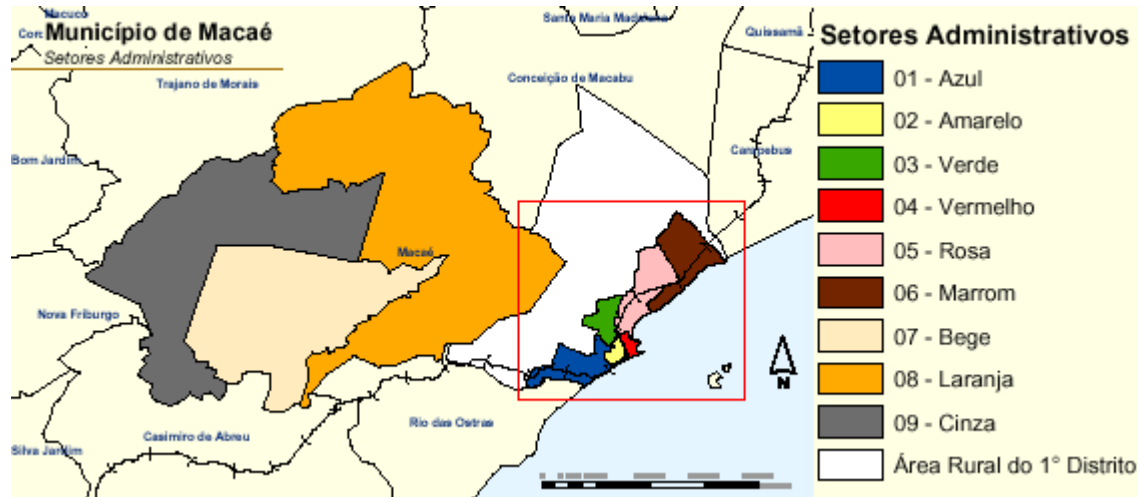 Macuco
Município de Macaé
Setores Administrativos
Santa Maria Madalena
Quissamã
Trajano de Morais
Conceição de Macabu
Carapebus
Bom Jardim
Macaé
Nova Friburgo
Rio das Ostras
Casimiro de Abreu
Silva Jardim
N
Setores Administrativos
01 - Azul
02 - Amarelo
03 - Verde
04 - Vermelho
05 - Rosa
06 - Marrom
07 - Bege
08 - Laranja
09 - Cinza
Área Rural do 1° Distrito